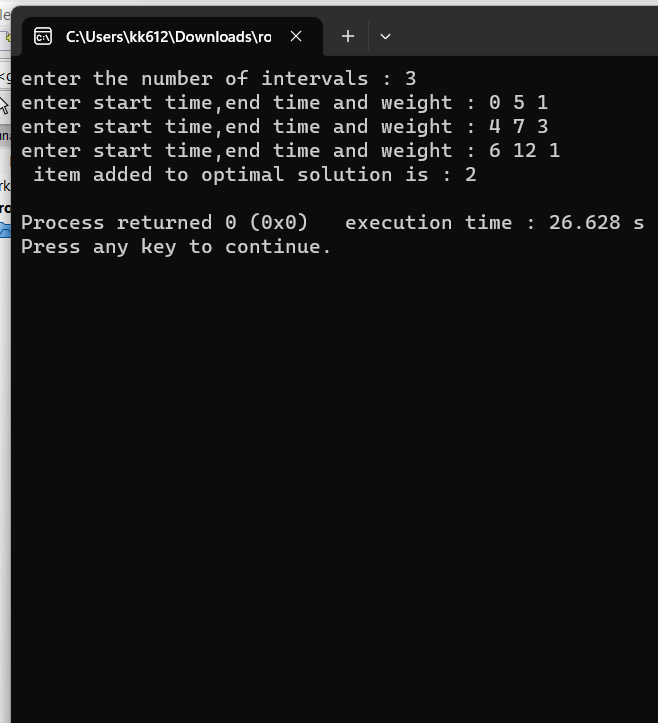 C:\Users\kk612\Downloads\ro
enter the number of intervals : 3
enter start time,end time and weight : 0 5 1
enter start time,end time and weight : 4 7 3
enter start time,end time and weight : 6 12 1
item added to optimal solution is : 2
Process returned 0 (0x0)   execution time : 26.628 s
Press any key to continue.